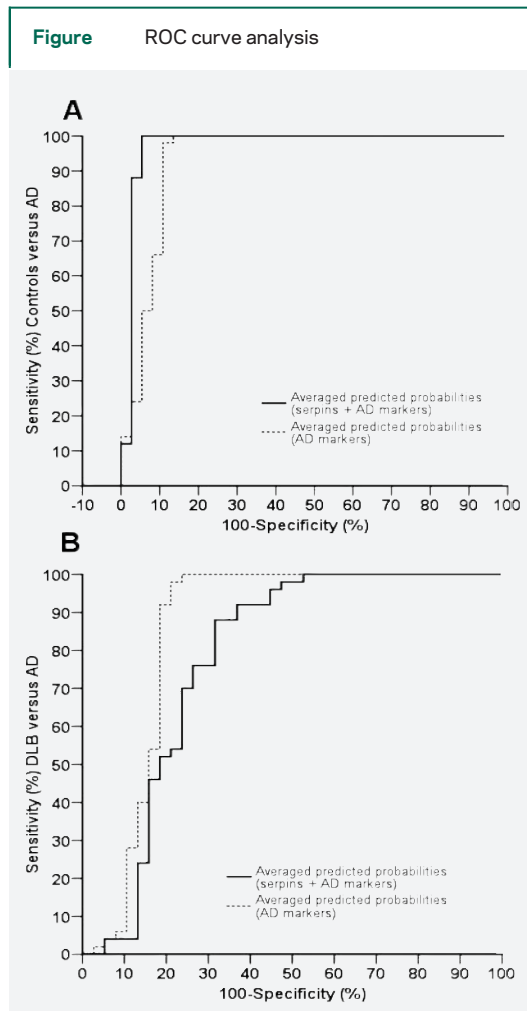 Figure ROC curve analysis
A
100
90
80
70
60
50
40
30
20
10
0
Sensitivity (%) Controls versus AD
Averaged predicted probabilities
(serpins + AD markers)
Averaged predicted probabilities
(AD markers)
-10 0 10 20 30 40 50 60 70 80 90 100
100-Specificity (%)
B
100
90
80
70
60
50
40
30
20
10
0
Sensitivity (%) DLB versus AD
Averaged predicted probabilities
(serpins + AD markers)
Averaged predicted probabilities
(AD markers)
0 10 20 30 40 50 60 70 80 90 100
100-Specificity (%)